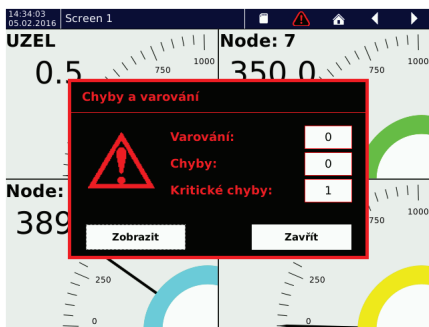 14:34:03
05.02.2016
Screen 1
UZEL
0.5
750
1000
Node: 7
350.0
750
1000
Chyby a varování
Varování: 0
Chyby: 0
Kritické chyby: 1
Zobrazit
Zavřít
Node:
389
250
0
750
1000
250
0